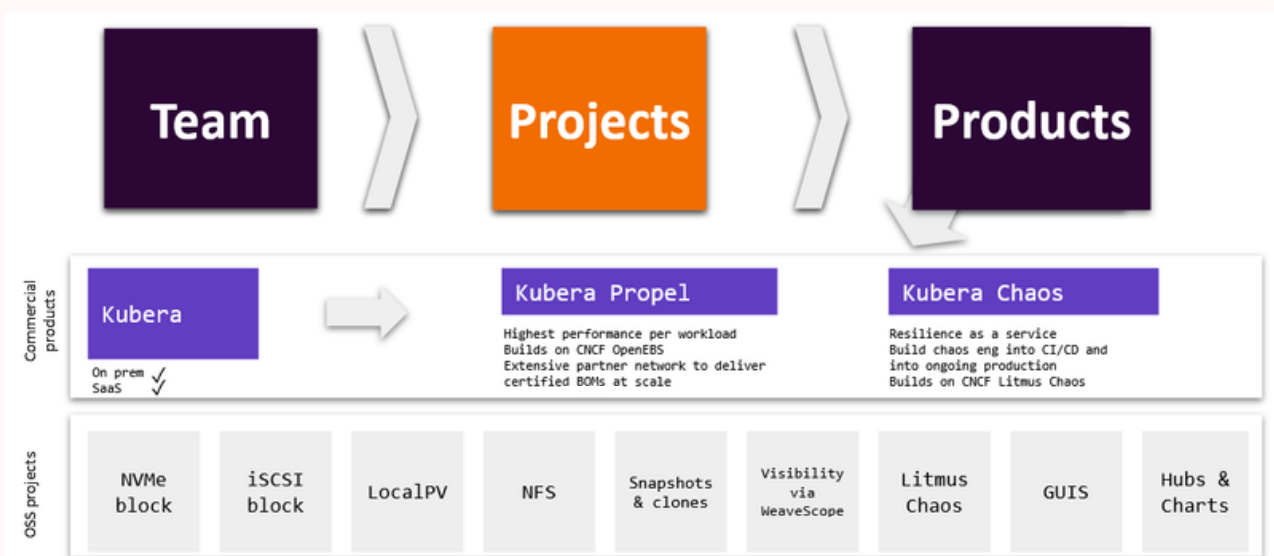 Team
Projects
Products
Commercial
products
Kubera
On prem ✓
SaaS ✓
Kubera Propel
Highest performance per workload
Builds on CNCF OpenEBS
Extensive partner network to deliver
certified BOMs at scale
Kubera Chaos
Resilience as a service
Build chaos eng into CI/CD and
into ongoing production
Builds on CNCF Litmus Chaos
OSS projects
NVMe
block
iSCSI
block
LocalPV
NFS
Snapshots
& clones
Visibility
via
WeaveScope
Litmus
Chaos
GUIS
Hubs &
Charts